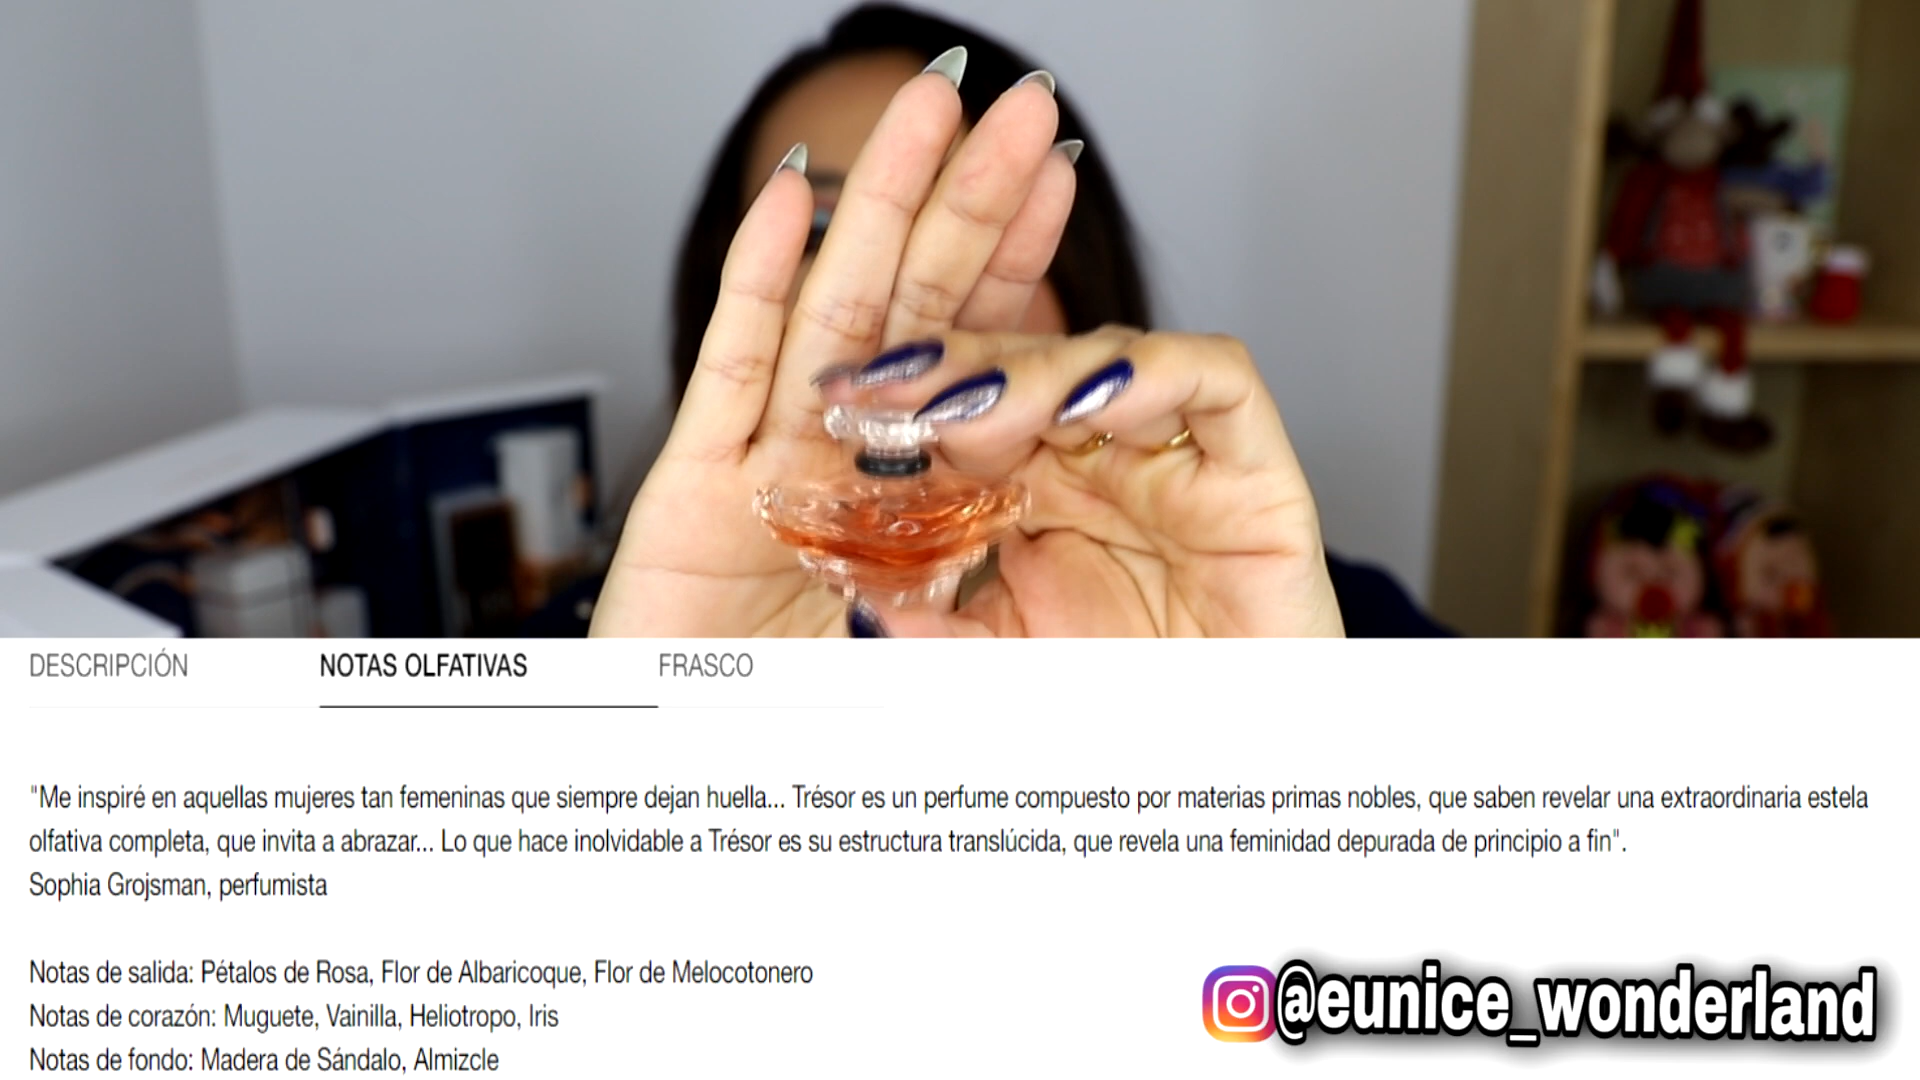 DESCRIPCIÓN
NOTAS OLFATIVAS
FRASCO
"Me inspiré en aquellas mujeres tan femeninas que siempre dejan huella... Trésor es un perfume compuesto por materias primas nobles, que saben revelar una extraordinaria estela
olfativa completa, que invita a abrazar... Lo que hace inolvidable a Trésor es su estructura translúcida, que revela una feminidad depurada de principio a fin".
Sophia Grojsman, perfumista
Notas de salida: Pétalos de Rosa, Flor de Albaricoque, Flor de Melocotonero
Notas de corazón: Muguete, Vainilla, Heliotropo, Iris
Notas de fondo: Madera de Sándalo, Almizcle
@eunice_wonderland